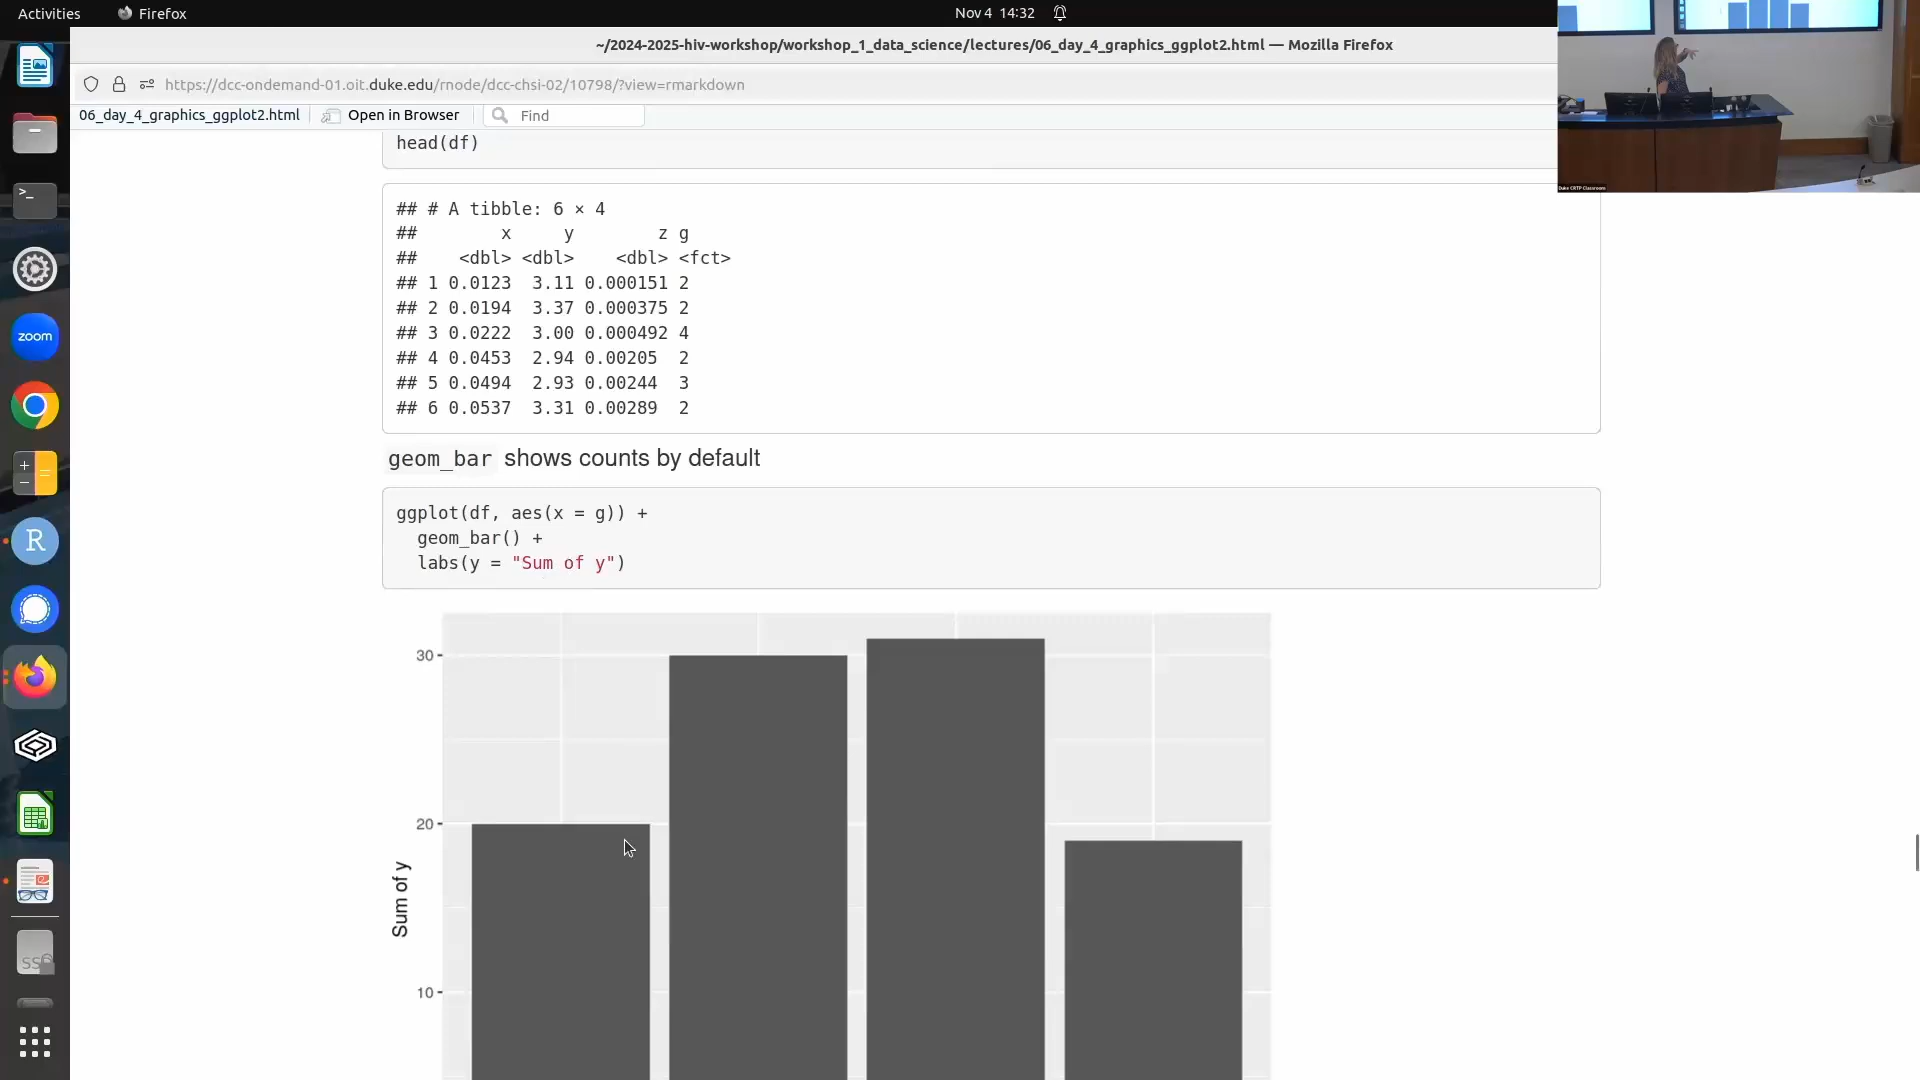 Activities
Firefox
Nov 4 14:32
~/2024-2025-hiv-workshop/workshop_1_data_science/lectures/06_day_4_graphics_ggplot2.html — Mozilla Firefox
https://dcc-ondemand-01.oit.duke.edu/rnode/dcc-chsi-02/10798/?view=rmarkdown
06_day_4_graphics_ggplot2.html
Open in Browser
Find
Duke CRTP Classroom
head(df)
## # A tibble: 6 × 4
## x y z g
## <dbl> <dbl> <dbl> <fct>
## 1 0.0123 3.11 0.000151 2
## 2 0.0194 3.37 0.000375 2
## 3 0.0222 3.00 0.000492 4
## 4 0.0453 2.94 0.00205 2
## 5 0.0494 2.93 0.00244 3
## 6 0.0537 3.31 0.00289 2
zoom
geom_bar shows counts by default
ggplot(df, aes(x = g)) +
geom_bar() +
labs(y = "Sum of y")
R
30
20
10
Sum of y
SSD